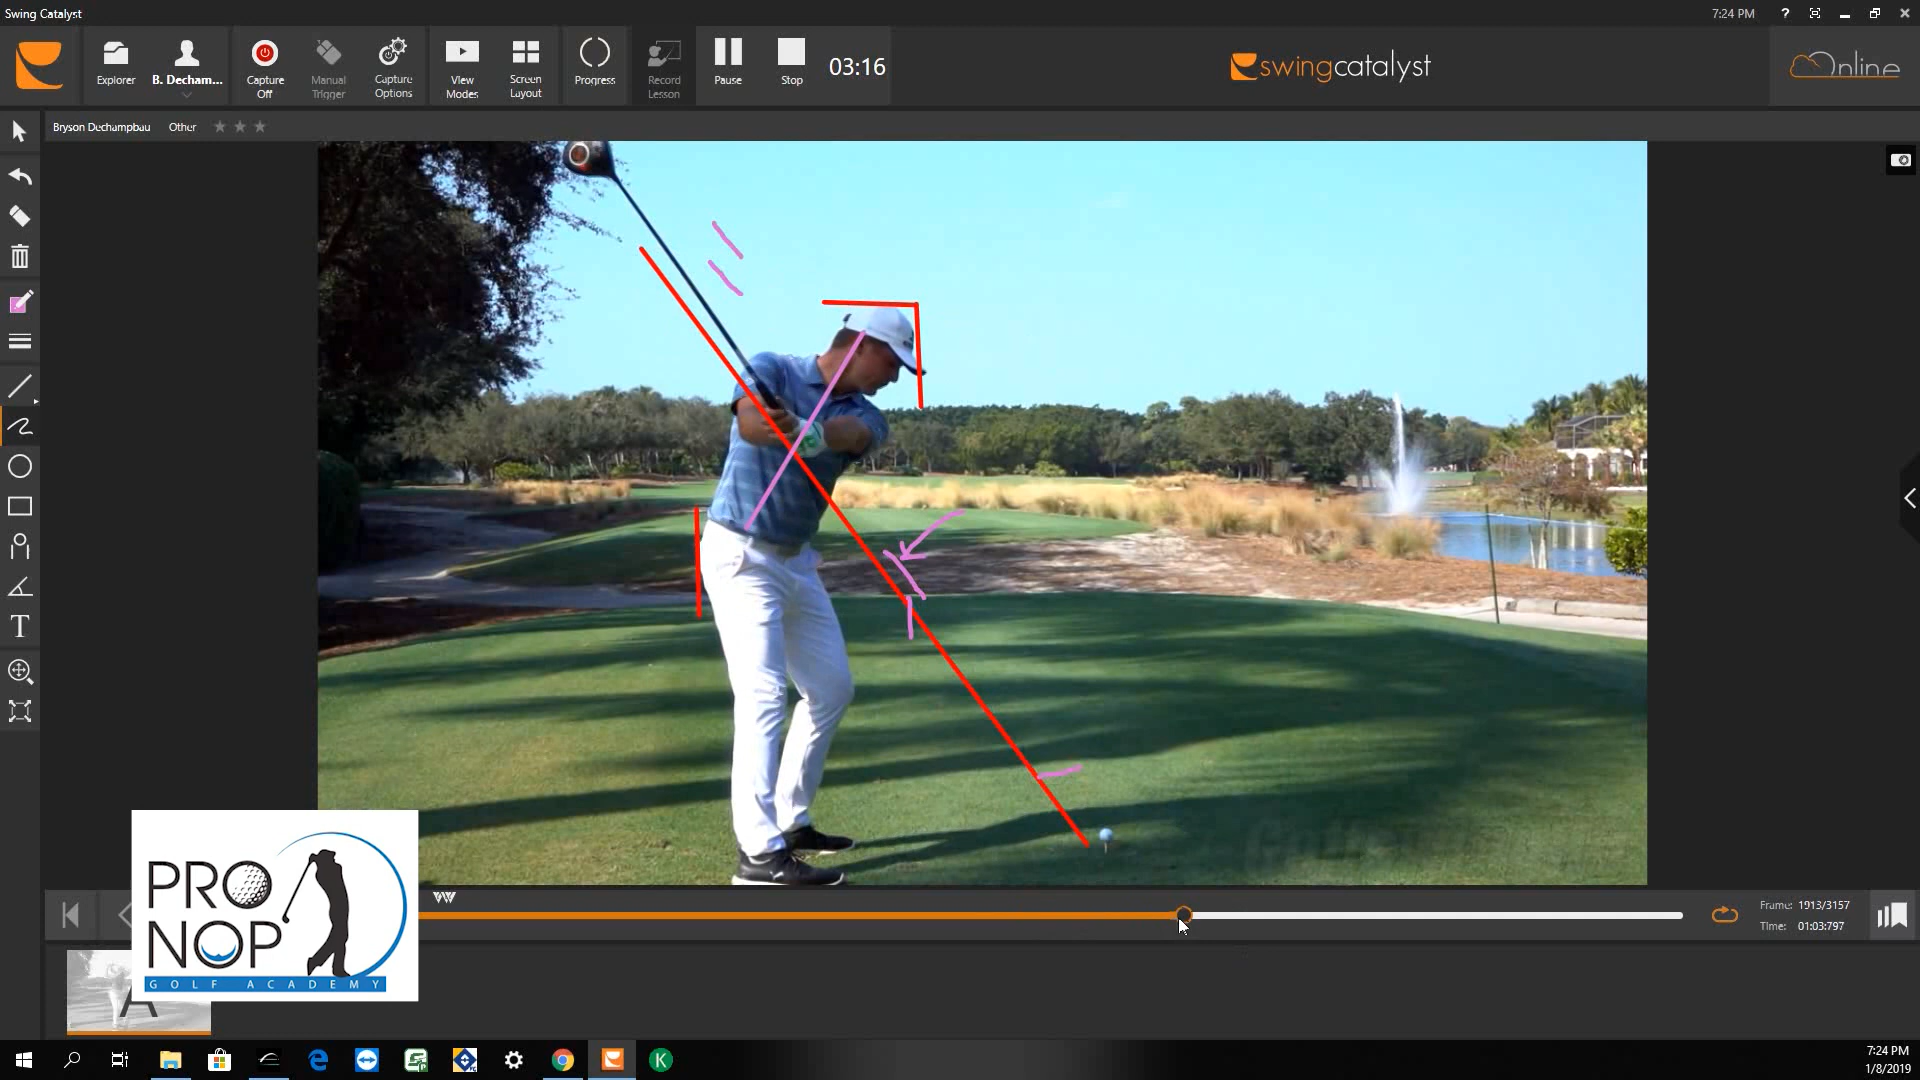 Swing Catalyst
7:24 PM
?
Explorer
B. Decham...
Capture
Off
Manual
Trigger
Capture
Options
View
Modes
Screen
Layout
Progress
Record
Lesson
Pause
Stop
03:16
swingcatalyst
Online
Bryson Dechampbau
Other
T
PRO
NOP
GOLF ACADEMY
Frame: 1913/3157
Time: 01:03:797
A
K
7:24 PM
1/8/2019